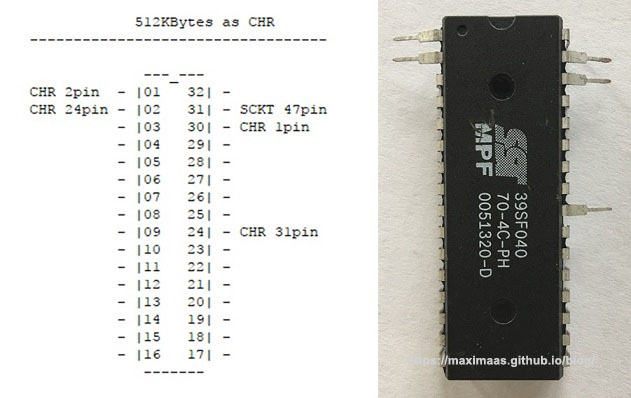 512KBytes as CHR
----------------------------------
---_---
CHR 2pin - |01 32| -
CHR 24pin - |02 31| - SCKT 47pin
- |03 30| - CHR 1pin
- |04 29| -
- |05 28| -
- |06 27| -
- |07 26| -
- |08 25| -
- |09 24| - CHR 31pin
- |10 23| -
- |11 22| -
- |12 21| -
- |13 20| -
- |14 19| -
- |15 18| -
- |16 17| -
-------
SST
MPF
39SF040
70-4C-PH
0051320-D
https://maximaas.github.io/blog/